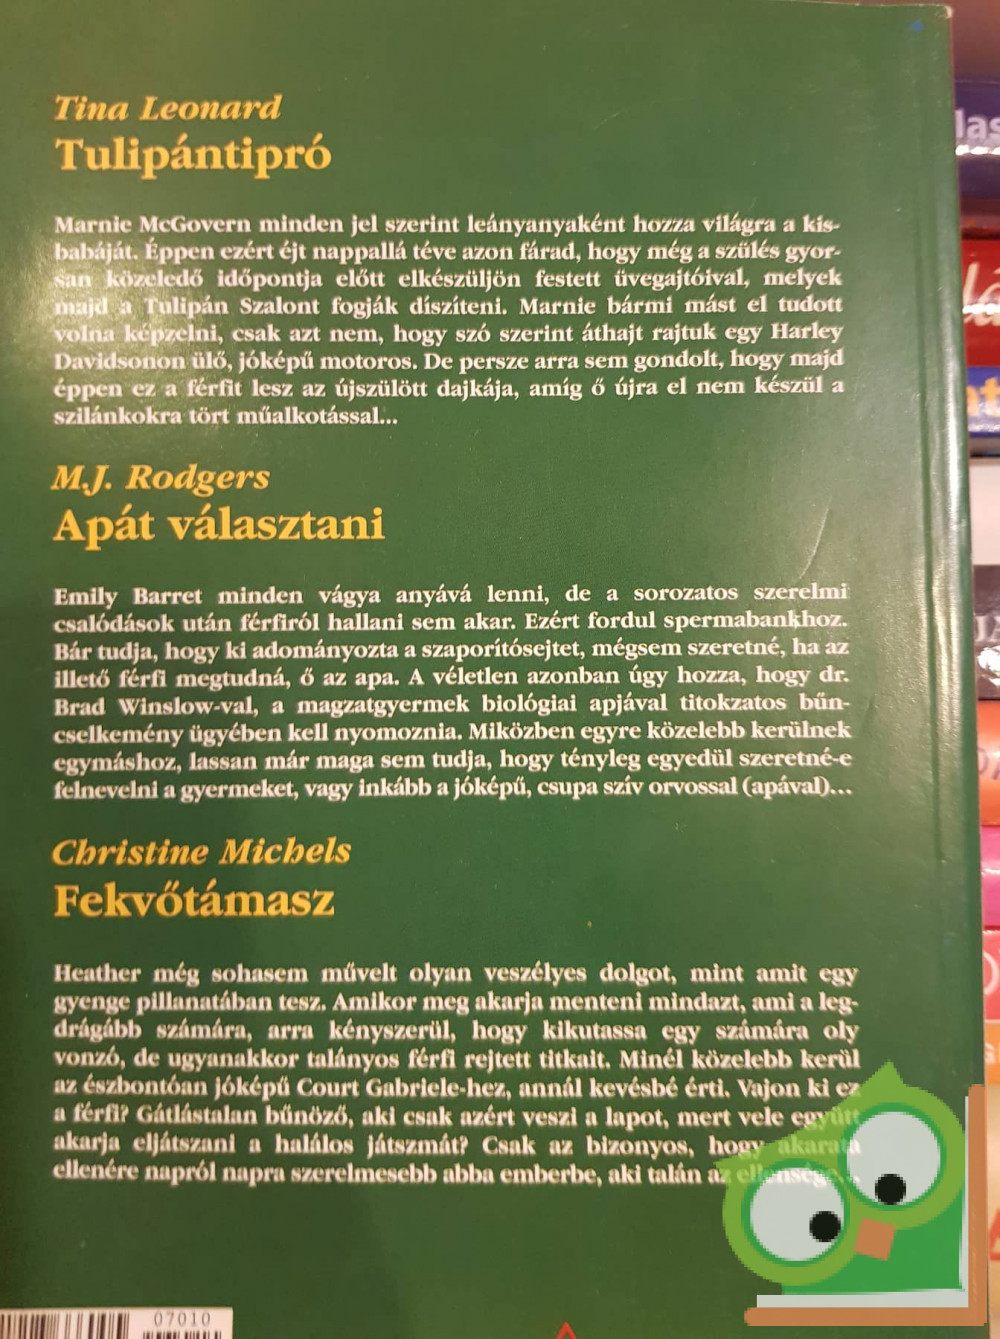 Tina Leonard
Tulipántipró
Marnie McGovern minden jel szerint leányanyaként hozza világra a kis-
babáját. Éppen ezért éjt nappallá téve azon fárad, hogy még a szülés gyor-
san közeledő időpontja előtt elkészüljön festett üvegajtóival, melyek
majd a Tulipán Szalont fogják díszíteni. Marnie bármi mást el tudott
volna képzelni, csak azt nem, hogy szó szerint áthajt rajtuk egy Harley
Davidsonon ülő, jóképű motoros. De persze arra sem gondolt, hogy majd
éppen ez a férfit lesz az újszülött dajkája, amíg ő újra el nem készül a
szilánkokra tört műalkotással...
M.J. Rodgers
Apát választani
Emily Barret minden vágya anyává lenni, de a sorozatos szerelmi
csalódások után férfiról hallani sem akar. Ezért fordul spermabankhoz.
Bár tudja, hogy ki adományozta a szaporítósejtet, mégsem szeretné, ha az
illető férfi megtudná, ő az apa. A véletlen azonban úgy hozza, hogy dr.
Brad Winslow-val, a magzatgyermek biológiai apjával titokzatos bűn-
cselkemény ügyében kell nyomoznia. Miközben egyre közelebb kerülnek
egymáshoz, lassan már maga sem tudja, hogy tényleg egyedül szeretné-e
felnevelni a gyermeket, vagy inkább a jóképű, csupa szív orvossal (apával)...
Christine Michels
Fekvőtámasz
Heather még sohasem művelt olyan veszélyes dolgot, mint amit egy
gyenge pillanatában tesz. Amikor meg akarja menteni mindazt, ami a leg-
drágább számára, arra kényszerül, hogy kikutassa egy számára oly
vonzó, de ugyanakkor talányos férfi rejtett titkait. Minél közelebb kerül
az észbontóan jóképű Court Gabriele-hez, annál kevésbé érti. Vajon ki ez
a férfi? Gátlástalan bűnöző, aki csak azért veszi a lapot, mert vele együtt
akarja eljátszani a halálos játszmát? Csak az bizonyos, hogy akarata
ellenére napról napra szerelmesebb abba emberbe, aki talán az ellensége...
07010